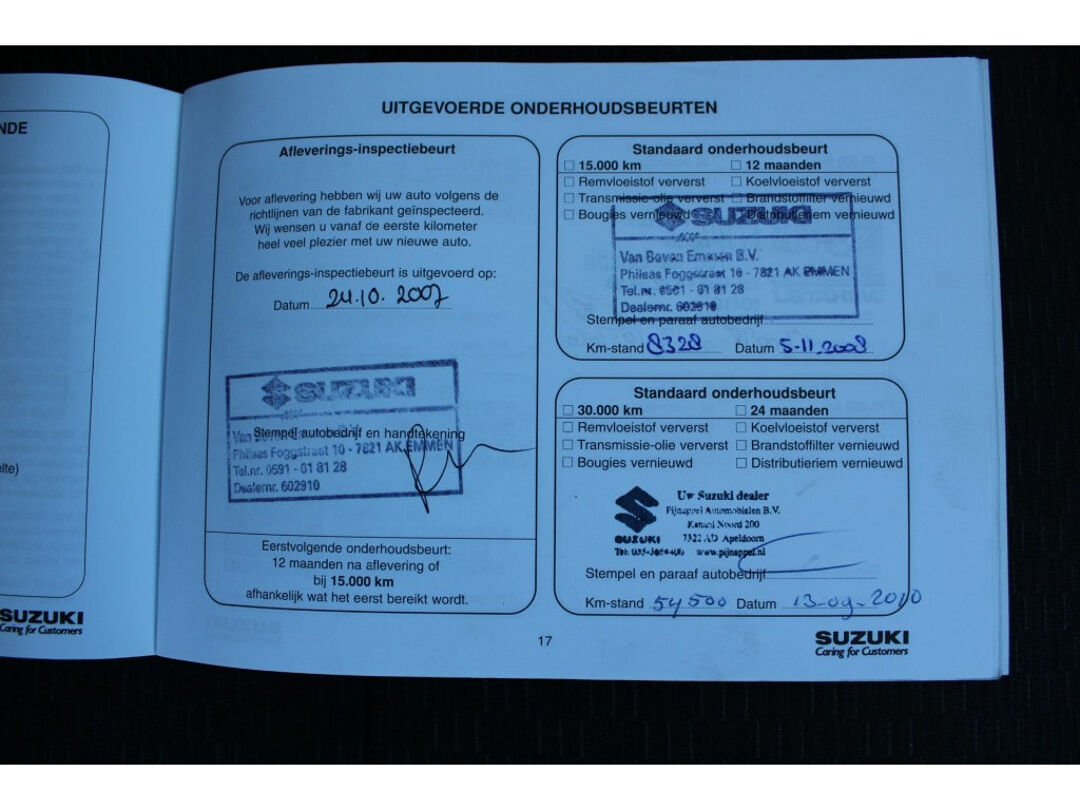 NDE
lte)
SUZUKI
Caring for Customers
UITGEVOERDE ONDERHOUDSBEURTEN
Afleverings-inspectiebeurt
Voor aflevering hebben wij uw auto volgens de
richtlijnen van de fabrikant geïnspecteerd.
Wij wensen u vanaf de eerste kilometer
heel veel plezier met uw nieuwe auto.
De afleverings-inspectiebeurt is uitgevoerd op:
Datum 24.10.2007
SUZUKI
Stempel autobedrijf en handtekening
Phileas Foggstraat 10 - 7821 AK EMMEN
Tel.nr. 0591 - 61 81 28
Dealernr. 602910
Eerstvolgende onderhoudsbeurt:
12 maanden na aflevering of
bij 15.000 km
afhankelijk wat het eerst bereikt wordt.
Standaard onderhoudsbeurt
15.000 km 12 maanden
Remvloeistof ververst Koelvloeistof ververst
Transmissie-olie ververst Brandstoffilter vernieuwd
Bougies vernieuwd Distributieriem vernieuwd
SUZUKI
Van Boven Emmen B.V.
Phileas Foggstraat 10 - 7821 AK EMMEN
Tel.nr. 0591 - 61 81 28
Dealernr. 602910
Stempel en paraaf autobedrijf
Km-stand 8328 Datum 5-11-2008
Standaard onderhoudsbeurt
30.000 km 24 maanden
Remvloeistof ververst Koelvloeistof ververst
Transmissie-olie ververst Brandstoffilter vernieuwd
Bougies vernieuwd Distributieriem vernieuwd
Uw Suzuki dealer
Pijnappel Automobielen B.V.
Kanaal Noord 200
SUZUKI 7322 AD Apeldoorn
www.pijnappel.nl
Stempel en paraaf autobedrijf
Km-stand 54500 Datum 13-09-2010
17
SUZUKI
Caring for Customers